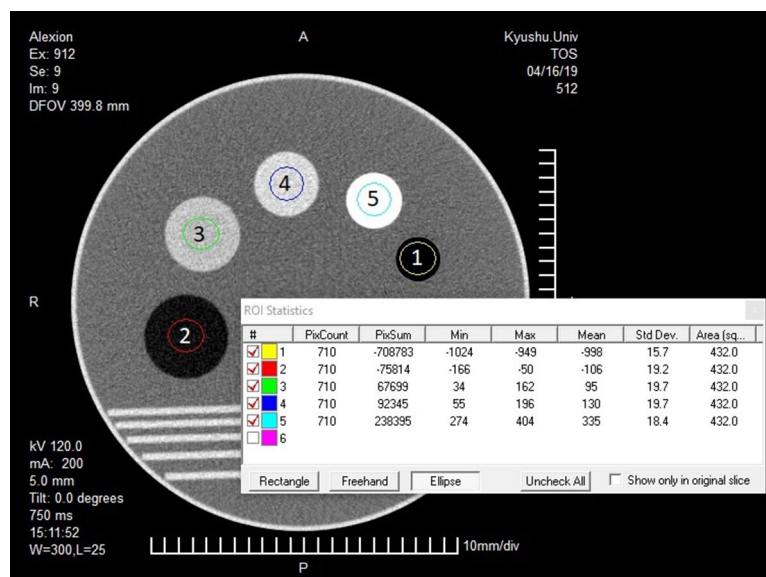 Alexion
Ex: 912
Se: 9
Im: 9
DFOV 399.8 mm
A
Kyushu.Univ
TOS
04/16/19
512
4
5
3
1
R
2
ROI Statistics
# PixCount PixSum Min Max Mean Std Dev. Area (sq...
1 710 -708783 -1024 -949 -998 15.7 432.0
2 710 -75814 -166 -50 -106 19.2 432.0
3 710 67699 34 162 95 19.7 432.0
4 710 92345 55 196 130 19.7 432.0
5 710 238395 274 404 335 18.4 432.0
6
Rectangle Freehand Ellipse Uncheck All Show only in original slice
kV 120.0
mA: 200
5.0 mm
Tilt: 0.0 degrees
750 ms
15:11:52
W=300,L=25
10mm/div
P